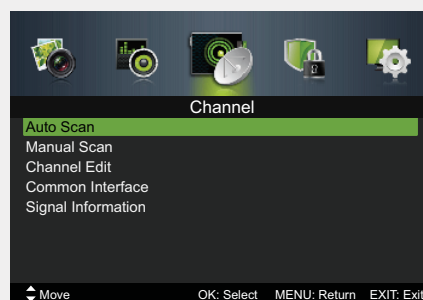 Channel
Auto Scan
Manual Scan
Channel Edit
Common Interface
Signal Information
Move OK: Select MENU: Return EXIT: Exit